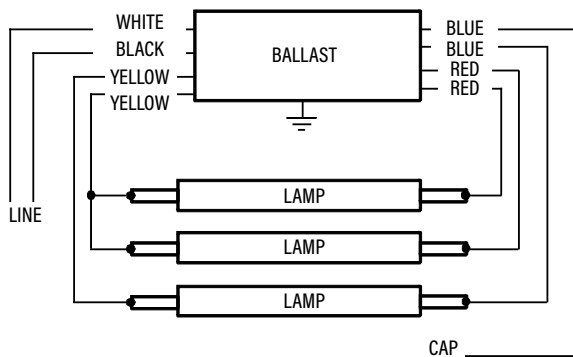 WHITE
BLACK
YELLOW
YELLOW
BALLAST
BLUE
BLUE
RED
RED
LINE
LAMP
LAMP
LAMP
CAP